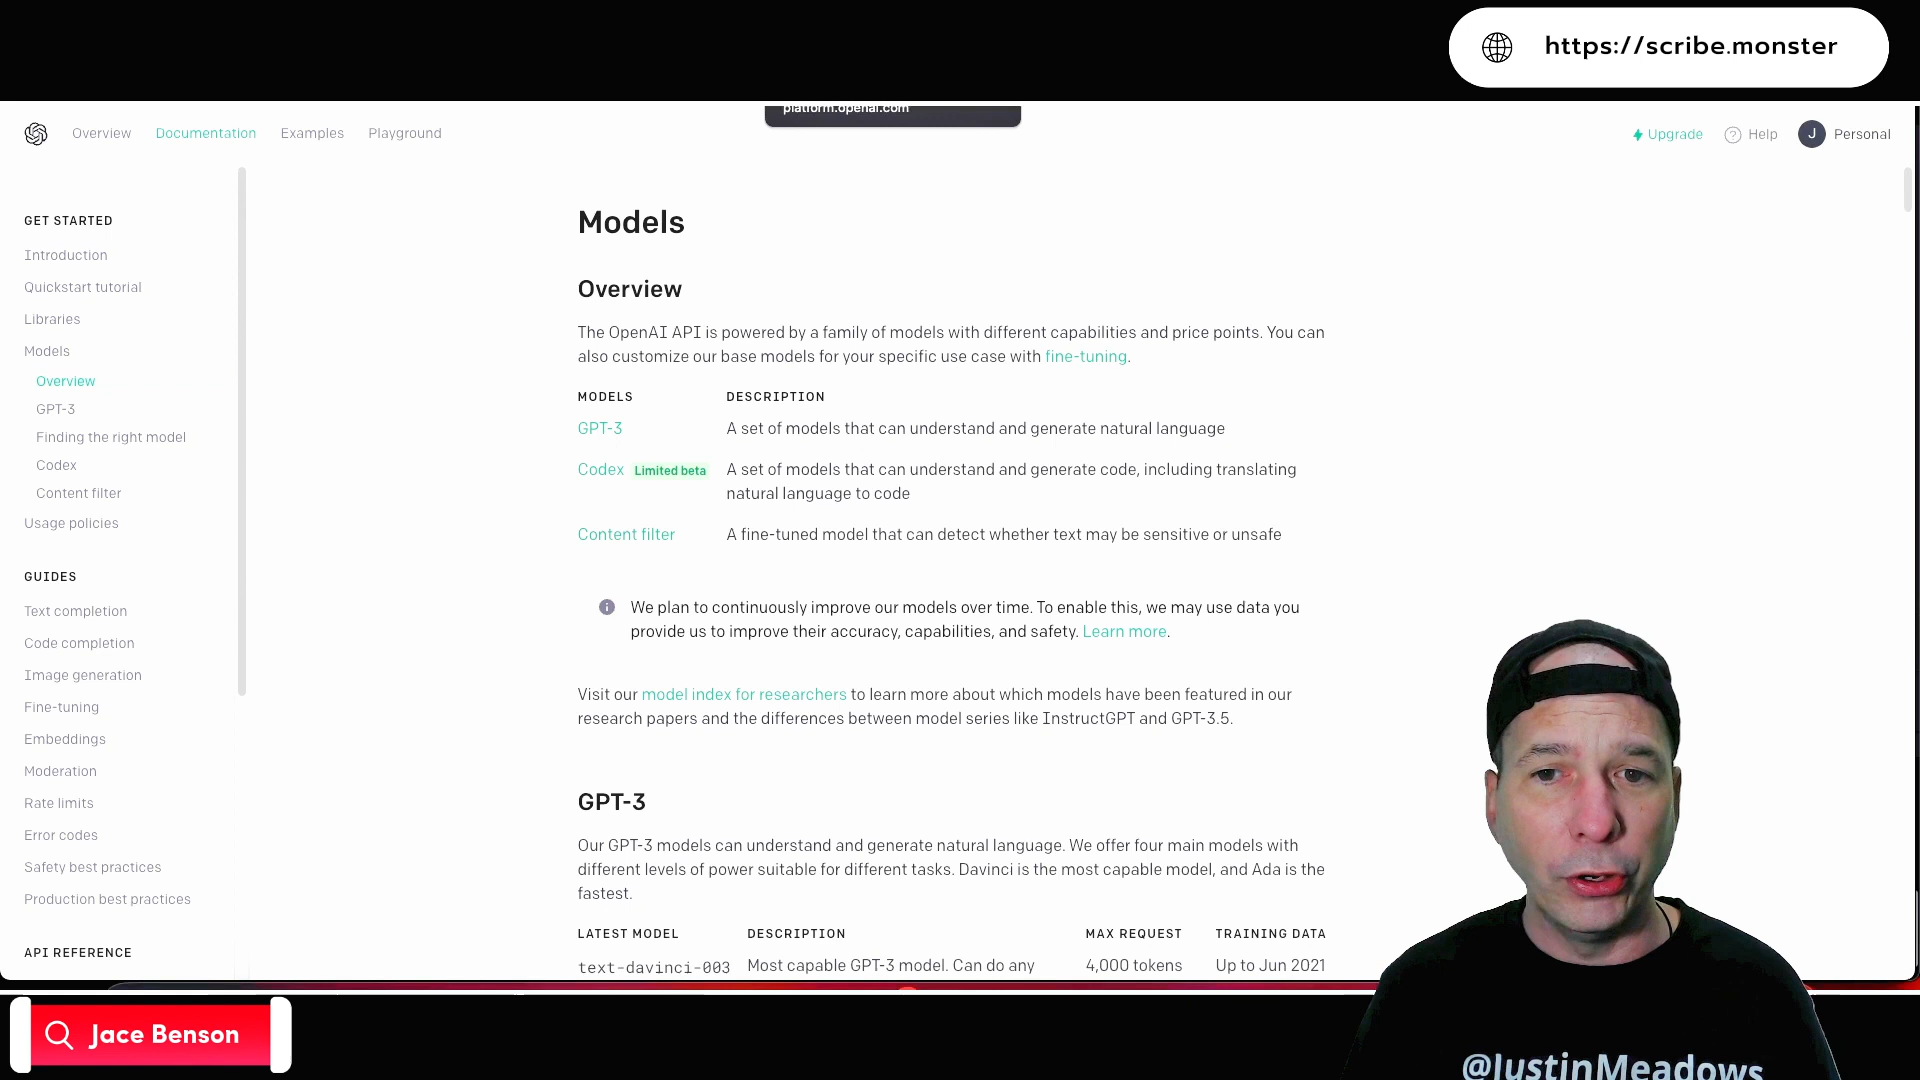 https://scribe.monster
platform.openai.com
Overview Documentation Examples Playground
Upgrade ? Help J Personal
GET STARTED
Introduction
Quickstart tutorial
Libraries
Models
Overview
GPT-3
Finding the right model
Codex
Content filter
Usage policies
GUIDES
Text completion
Code completion
Image generation
Fine-tuning
Embeddings
Moderation
Rate limits
Error codes
Safety best practices
Production best practices
API REFERENCE
Models
Overview
The OpenAI API is powered by a family of models with different capabilities and price points. You can
also customize our base models for your specific use case with fine-tuning.
MODELS DESCRIPTION
GPT-3 A set of models that can understand and generate natural language
Codex Limited beta A set of models that can understand and generate code, including translating
natural language to code
Content filter A fine-tuned model that can detect whether text may be sensitive or unsafe
We plan to continuously improve our models over time. To enable this, we may use data you
provide us to improve their accuracy, capabilities, and safety. Learn more.
Visit our model index for researchers to learn more about which models have been featured in our
research papers and the differences between model series like InstructGPT and GPT-3.5.
GPT-3
Our GPT-3 models can understand and generate natural language. We offer four main models with
different levels of power suitable for different tasks. Davinci is the most capable model, and Ada is the
fastest.
LATEST MODEL DESCRIPTION MAX REQUEST TRAINING DATA
text-davinci-003 Most capable GPT-3 model. Can do any 4,000 tokens Up to Jun 2021
Jace Benson
@JustinMeadows